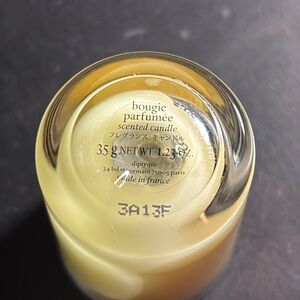 bougie
parfumée
scented candle
フレグランス キャンドル
35 g NET WT. 1.23 OZ.
diptyque
34 bd st germain 75005 paris
made in france
3A13F